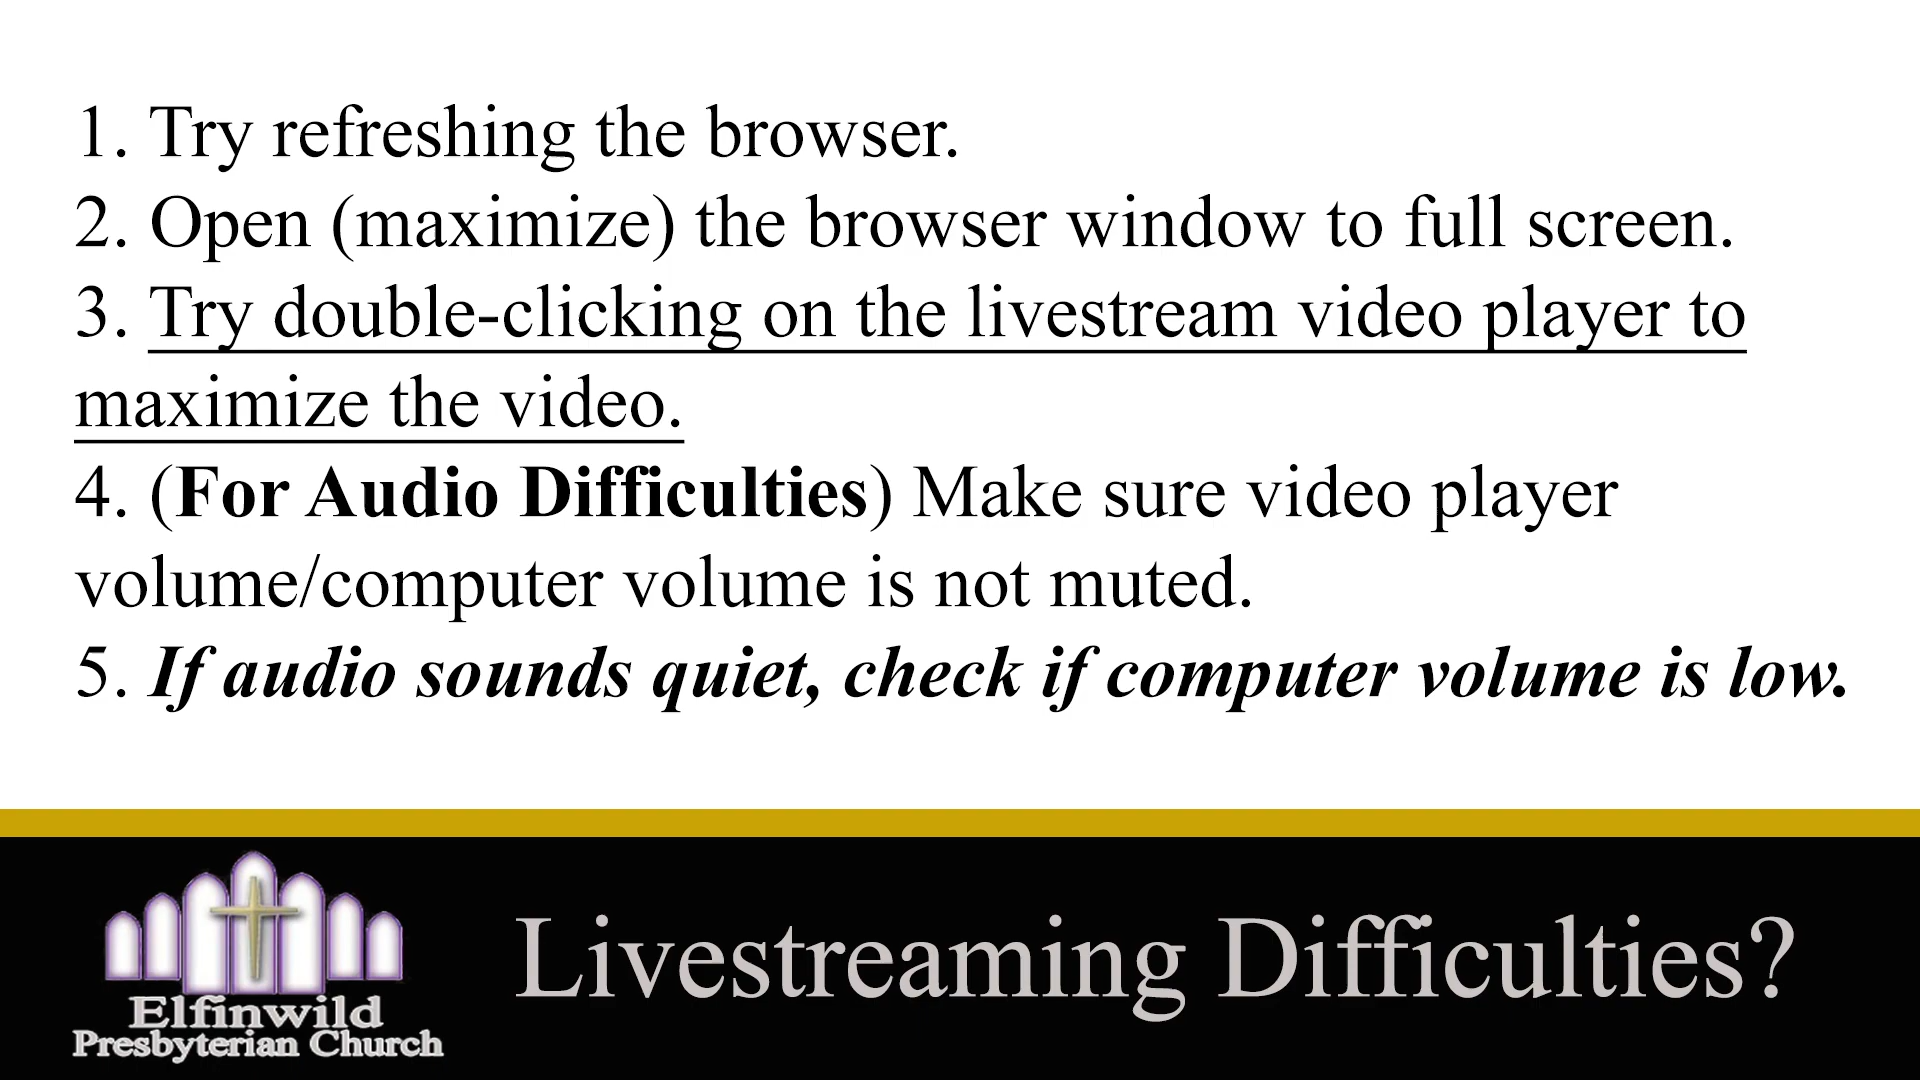 1. Try refreshing the browser.
2. Open (maximize) the browser window to full screen.
3. Try double-clicking on the livestream video player to
maximize the video.
4. (For Audio Difficulties) Make sure video player
volume/computer volume is not muted.
5. If audio sounds quiet, check if computer volume is low.
Elfinwild
Presbyterian Church
Livestreaming Difficulties?